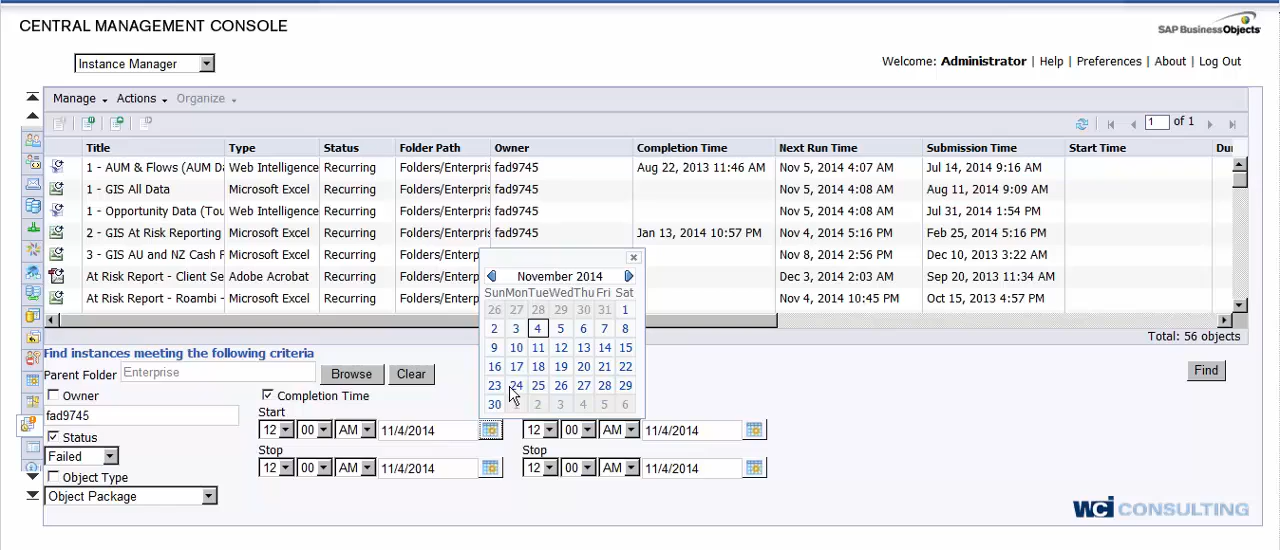 CENTRAL MANAGEMENT CONSOLE
SAP BusinessObjects
Instance Manager
Welcome: Administrator | Help | Preferences | About | Log Out
Manage Actions Organize
1 of 1
Title Type Status Folder Path Owner Completion Time Next Run Time Submission Time Start Time Du
1 - AUM & Flows (AUM D Web Intelligence Recurring Folders/Enterpri fad9745 Aug 22, 2013 11:46 AM Nov 5, 2014 4:07 AM Jul 14, 2014 9:16 AM
1 - GIS All Data Microsoft Excel Recurring Folders/Enterpri fad9745 Nov 5, 2014 4:08 AM Aug 11, 2014 9:09 AM
1 - Opportunity Data (Tou Web Intelligence Recurring Folders/Enterpri fad9745 Nov 5, 2014 4:08 AM Jul 31, 2014 1:54 PM
2 - GIS At Risk Reporting Microsoft Excel Recurring Folders/Enterpri fad9745 Jan 13, 2014 10:57 PM Nov 4, 2014 5:16 PM Feb 25, 2014 5:16 PM
3 - GIS AU and NZ Cash F Microsoft Excel Recurring Folders/Enterp Nov 8, 2014 2:56 PM Dec 10, 2013 3:22 AM
At Risk Report - Client Se Adobe Acrobat Recurring Folders/Enterp Dec 3, 2014 2:03 AM Sep 20, 2013 11:34 AM
At Risk Report - Roambi - Microsoft Excel Recurring Folders/Enterp Nov 4, 2014 10:45 PM Oct 15, 2013 4:57 PM
November 2014
Sun Mon Tue Wed Thu Fri Sat
26 27 28 29 30 31 1
2 3 4 5 6 7 8
9 10 11 12 13 14 15
16 17 18 19 20 21 22
23 24 25 26 27 28 29
30 1 2 3 4 5 6
Total: 56 objects
Find instances meeting the following criteria
Parent Folder Enterprise Browse Clear Find
Owner Completion Time
fad9745 Start
12 00 AM 11/4/2014 12 00 AM 11/4/2014
Status Stop Stop
Failed 12 00 AM 11/4/2014 12 00 AM 11/4/2014
Object Type
Object Package
WCI CONSULTING